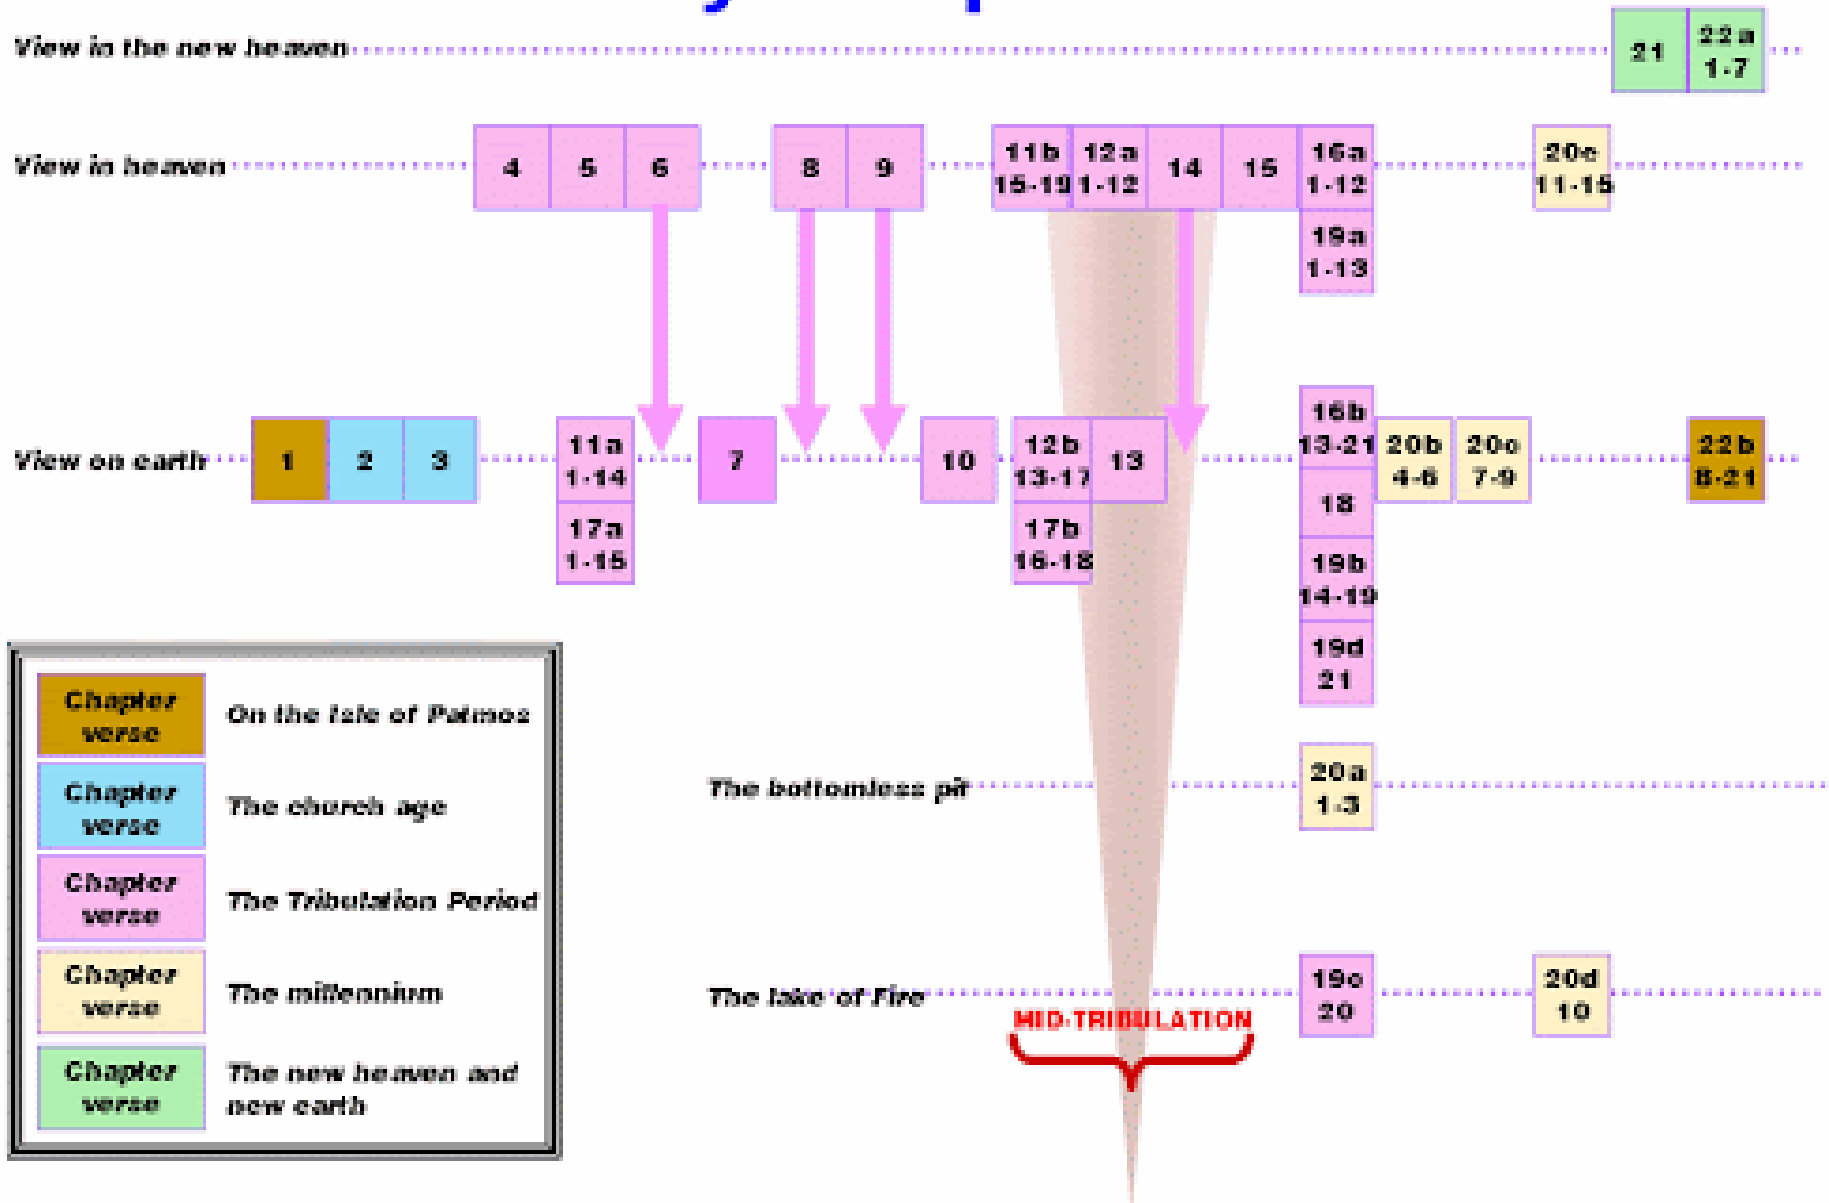 View in the new heaven
21
22a
1-7
View in heaven
4
5
6
8
9
11b
15-19
12a
1-12
14
15
16a
1-12
20e
11-15
19a
1-13
View on earth
1
2
3
11a
1-14
7
10
12b
13-17
13
16b
13-21
20b
4-6
20c
7-9
22b
8-21
17a
1-15
17b
16-18
18
19b
14-19
19d
21
Chapter
verse
On the Isle of Patmos
Chapter
verse
The church age
Chapter
verse
The Tribulation Period
Chapter
verse
The millennium
Chapter
verse
The new heaven and
new earth
The bottomless pit
20a
1-3
The lake of Fire
19c
20
20d
10
MID-TRIBULATION